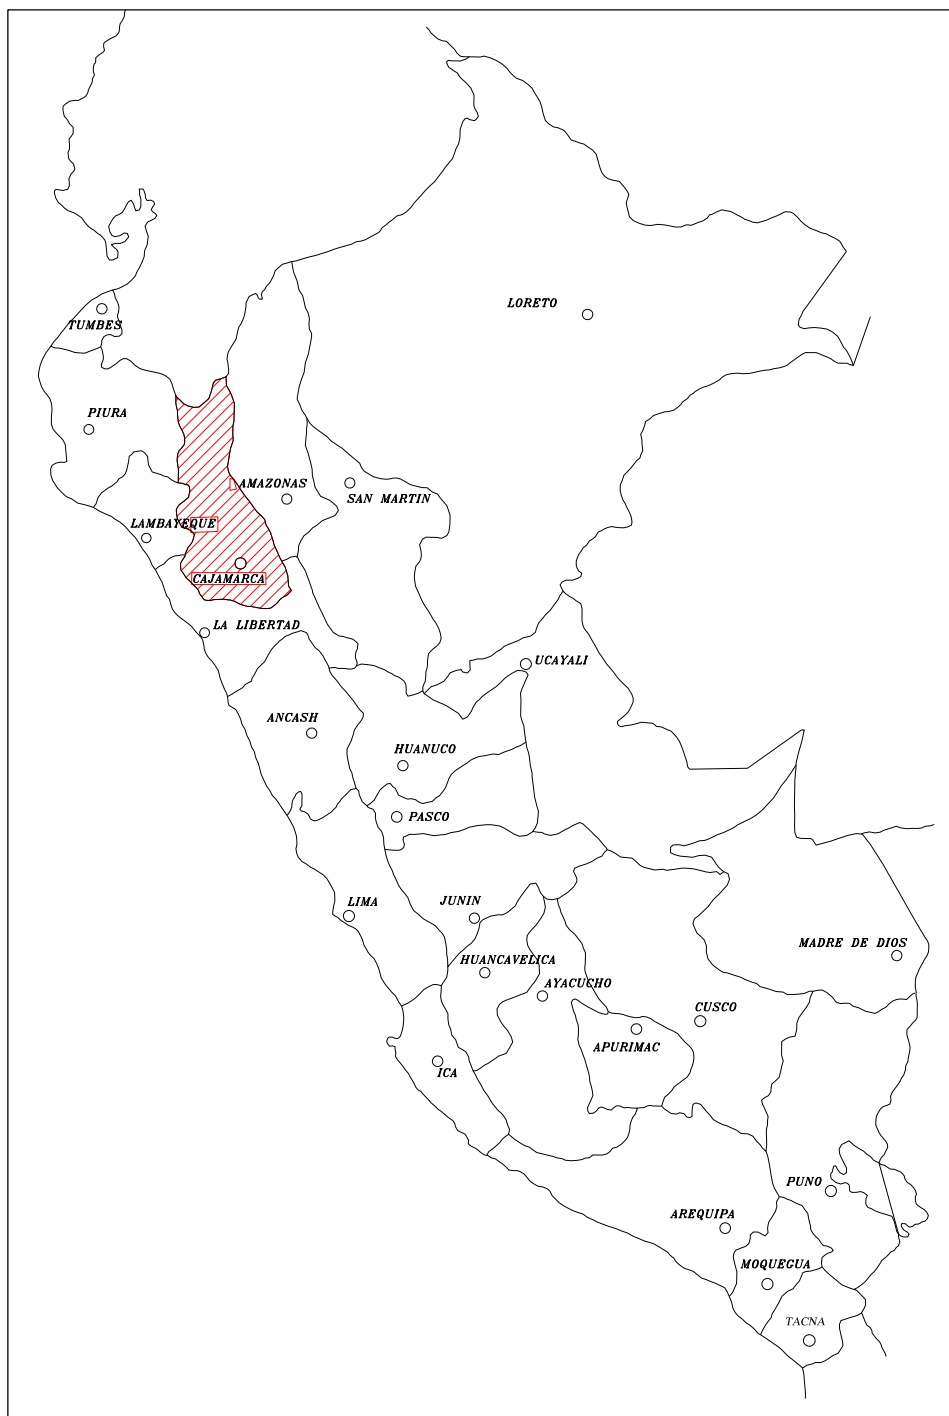 LORETO
TUMBES
PIURA
AMAZONAS
SAN MARTIN
LAMBAYEQUE
CAJAMARCA
LA LIBERTAD
UCAYALI
ANCASH
HUANUCO
PASCO
LIMA
JUNIN
MADRE DE DIOS
HUANCAVELICA
AYACUCHO
CUSCO
APURIMAC
ICA
PUNO
AREQUIPA
MOQUEGUA
TACNA